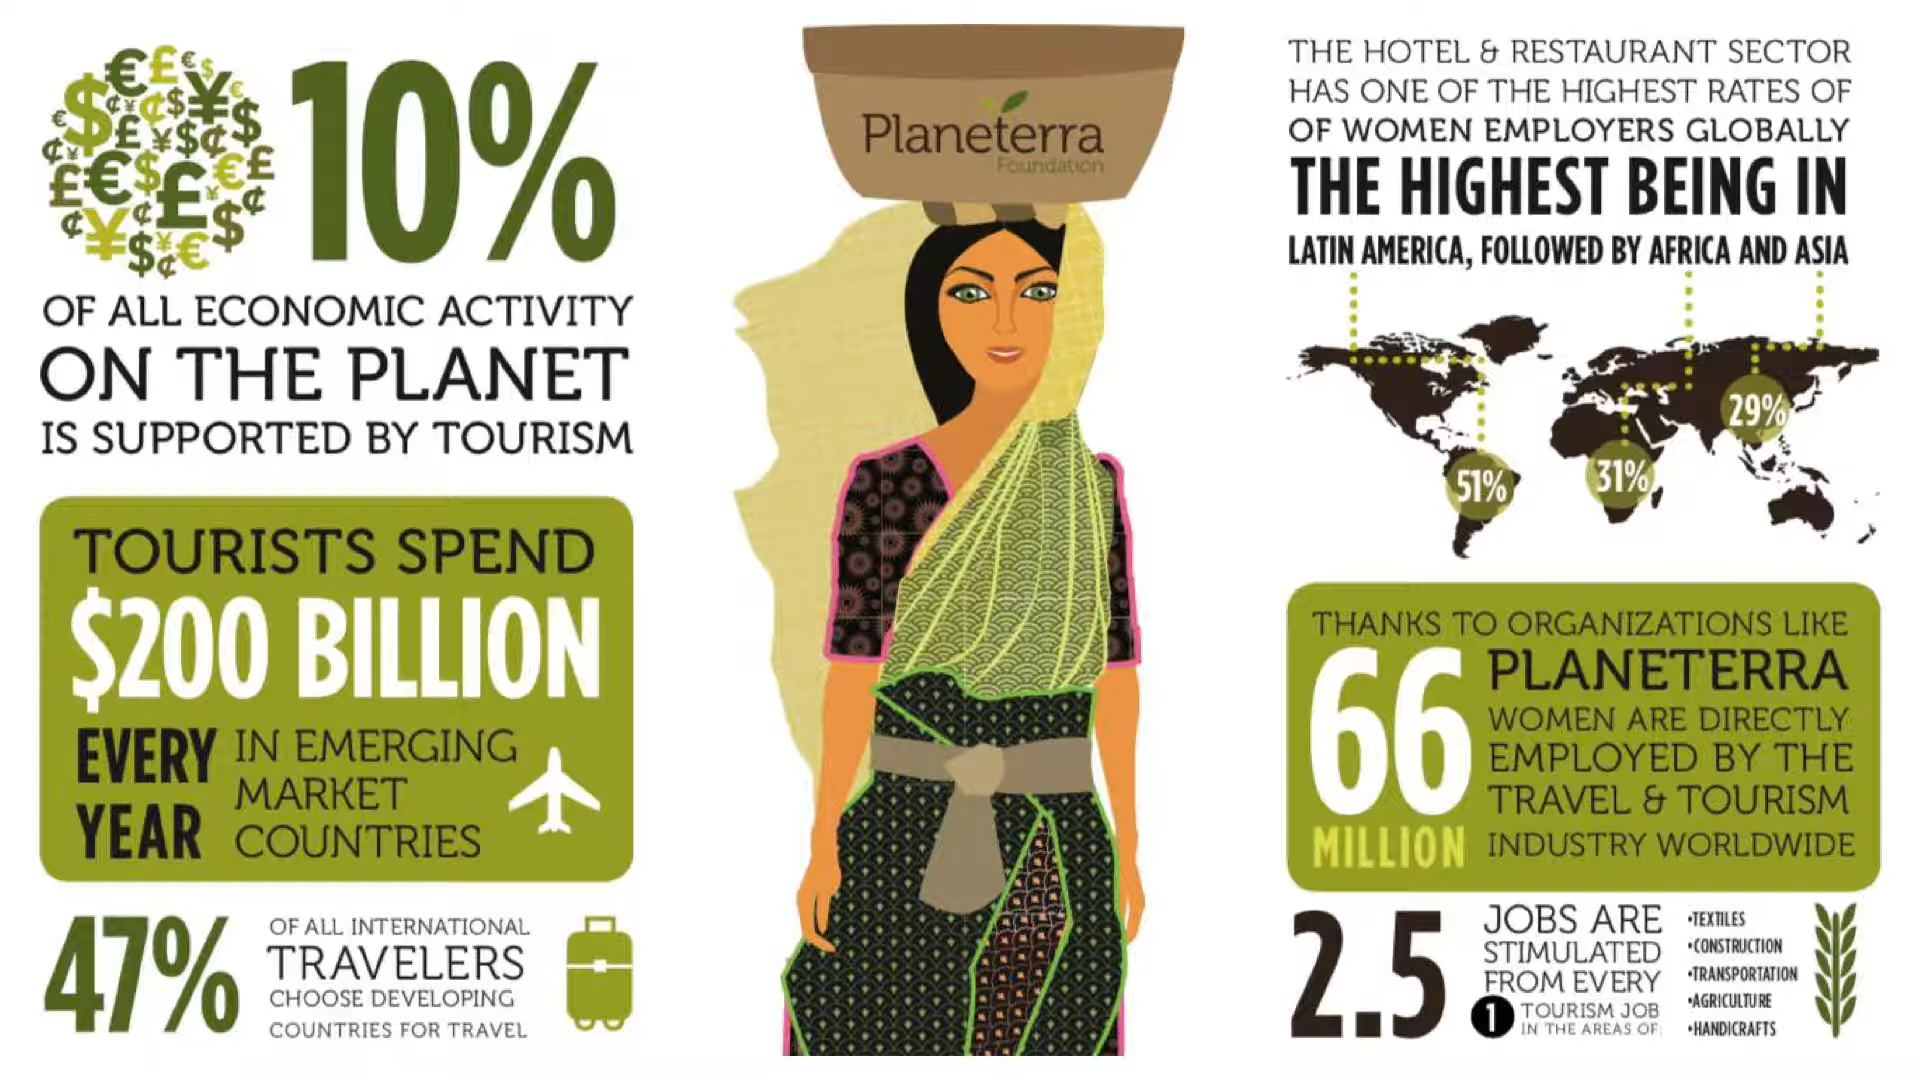 10%
OF ALL ECONOMIC ACTIVITY
ON THE PLANET
IS SUPPORTED BY TOURISM
TOURISTS SPEND
$200 BILLION
EVERY YEAR
IN EMERGING
MARKET
COUNTRIES
47%
OF ALL INTERNATIONAL
TRAVELERS
CHOOSE DEVELOPING
COUNTRIES FOR TRAVEL
Planeterra
Foundation
THE HOTEL & RESTAURANT SECTOR
HAS ONE OF THE HIGHEST RATES OF
OF WOMEN EMPLOYERS GLOBALLY
THE HIGHEST BEING IN
LATIN AMERICA, FOLLOWED BY AFRICA AND ASIA
51%
31%
29%
THANKS TO ORGANIZATIONS LIKE
66
MILLION
PLANETERRA
WOMEN ARE DIRECTLY
EMPLOYED BY THE
TRAVEL & TOURISM
INDUSTRY WORLDWIDE
2.5
JOBS ARE
STIMULATED
FROM EVERY
1 TOURISM JOB
IN THE AREAS OF:
•TEXTILES
•CONSTRUCTION
•TRANSPORTATION
•AGRICULTURE
•HANDICRAFTS